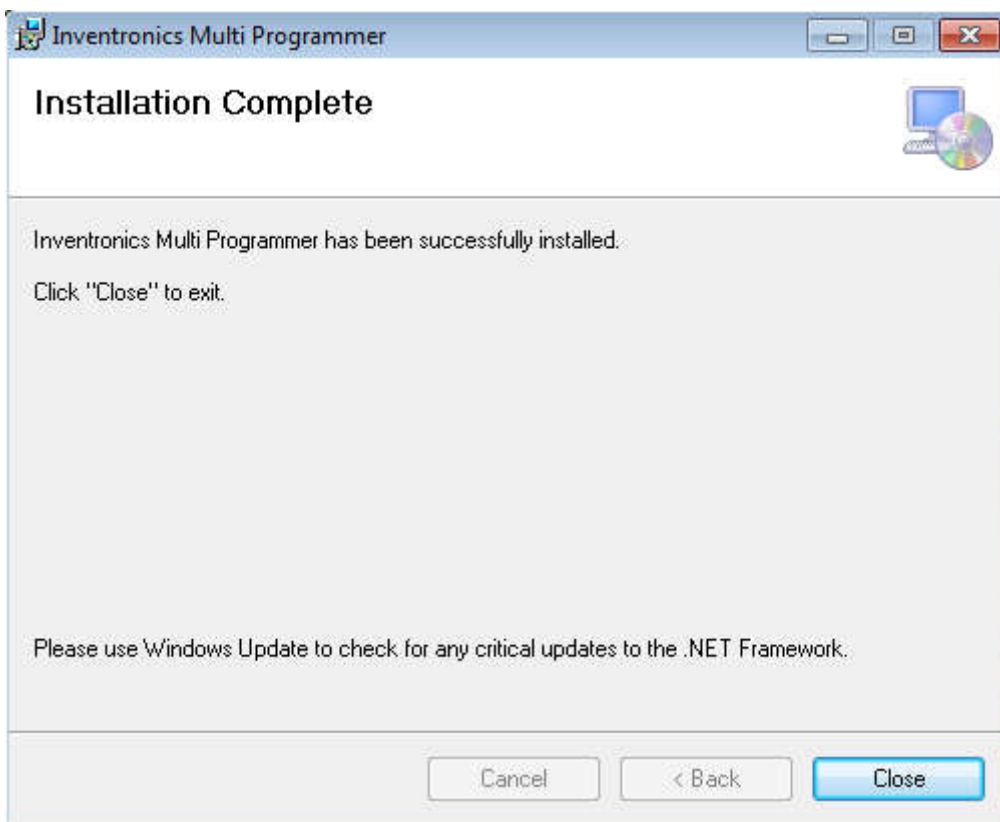 Inventronics Multi Programmer
Installation Complete
Inventronics Multi Programmer has been successfully installed.
Click "Close" to exit.
Please use Windows Update to check for any critical updates to the .NET Framework.
Cancel
< Back
Close